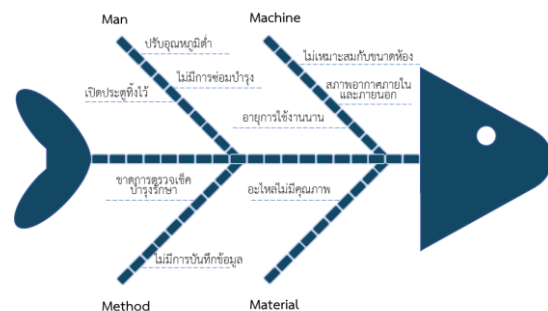 Man
Machine
ปรับอุณหภูมิต่ำ
ไม่มีการซ่อมบำรุง
เปิดประตูทิ้งไว้
ไม่เหมาะสมกับขนาดห้อง
สภาพอากาศภายใน
และภายนอก
อายุการใช้งานนาน
ขาดการตรวจเช็ค
บำรุงรักษา
อะไหล่ไม่มีคุณภาพ
ไม่มีการบันทึกข้อมูล
Method
Material